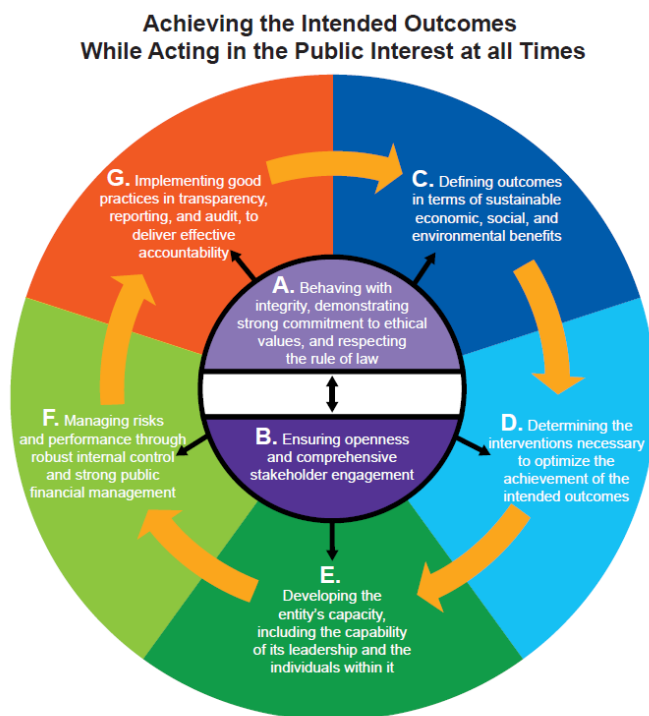 Achieving the Intended Outcomes
While Acting in the Public Interest at all Times
G. Implementing good
practices in transparency,
reporting, and audit, to
deliver effective
accountability
C. Defining outcomes
in terms of sustainable
economic, social, and
environmental benefits
A. Behaving with
integrity, demonstrating
strong commitment to ethical
values, and respecting
the rule of law
B. Ensuring openness
and comprehensive
stakeholder engagement
F. Managing risks
and performance through
robust internal control
and strong public
financial management
D. Determining the
interventions necessary
to optimize the
achievement of the
intended outcomes
E.
Developing the
entity's capacity,
including the capability
of its leadership and the
individuals within it